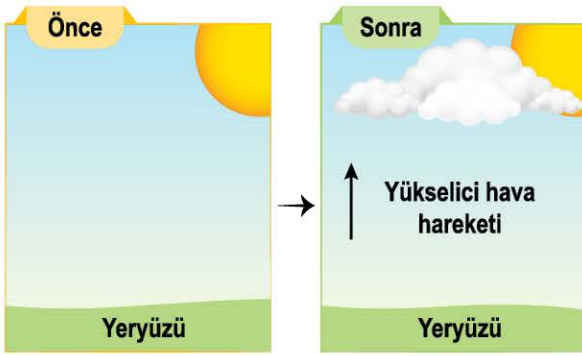 Önce
Sonra
Yükselici hava
hareketi
Yeryüzü
Yeryüzü